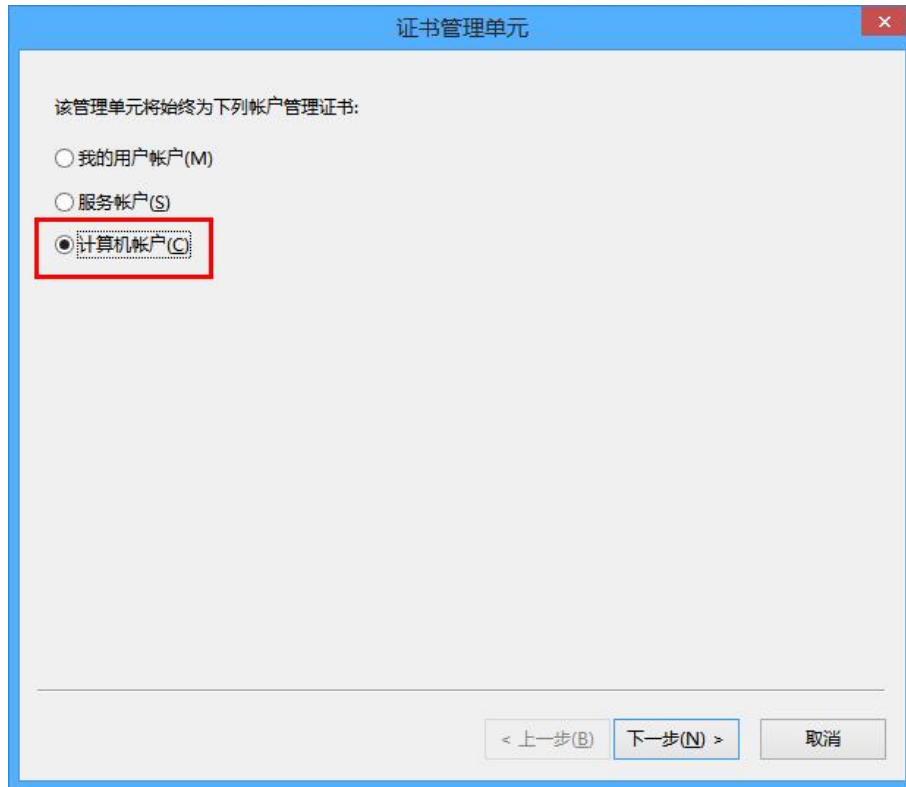 证书管理单元
×
该管理单元将始终为下列帐户管理证书:
我的用户帐户(M)
服务帐户(S)
计算机帐户(C)
< 上一步(B) 下一步(N) > 取消